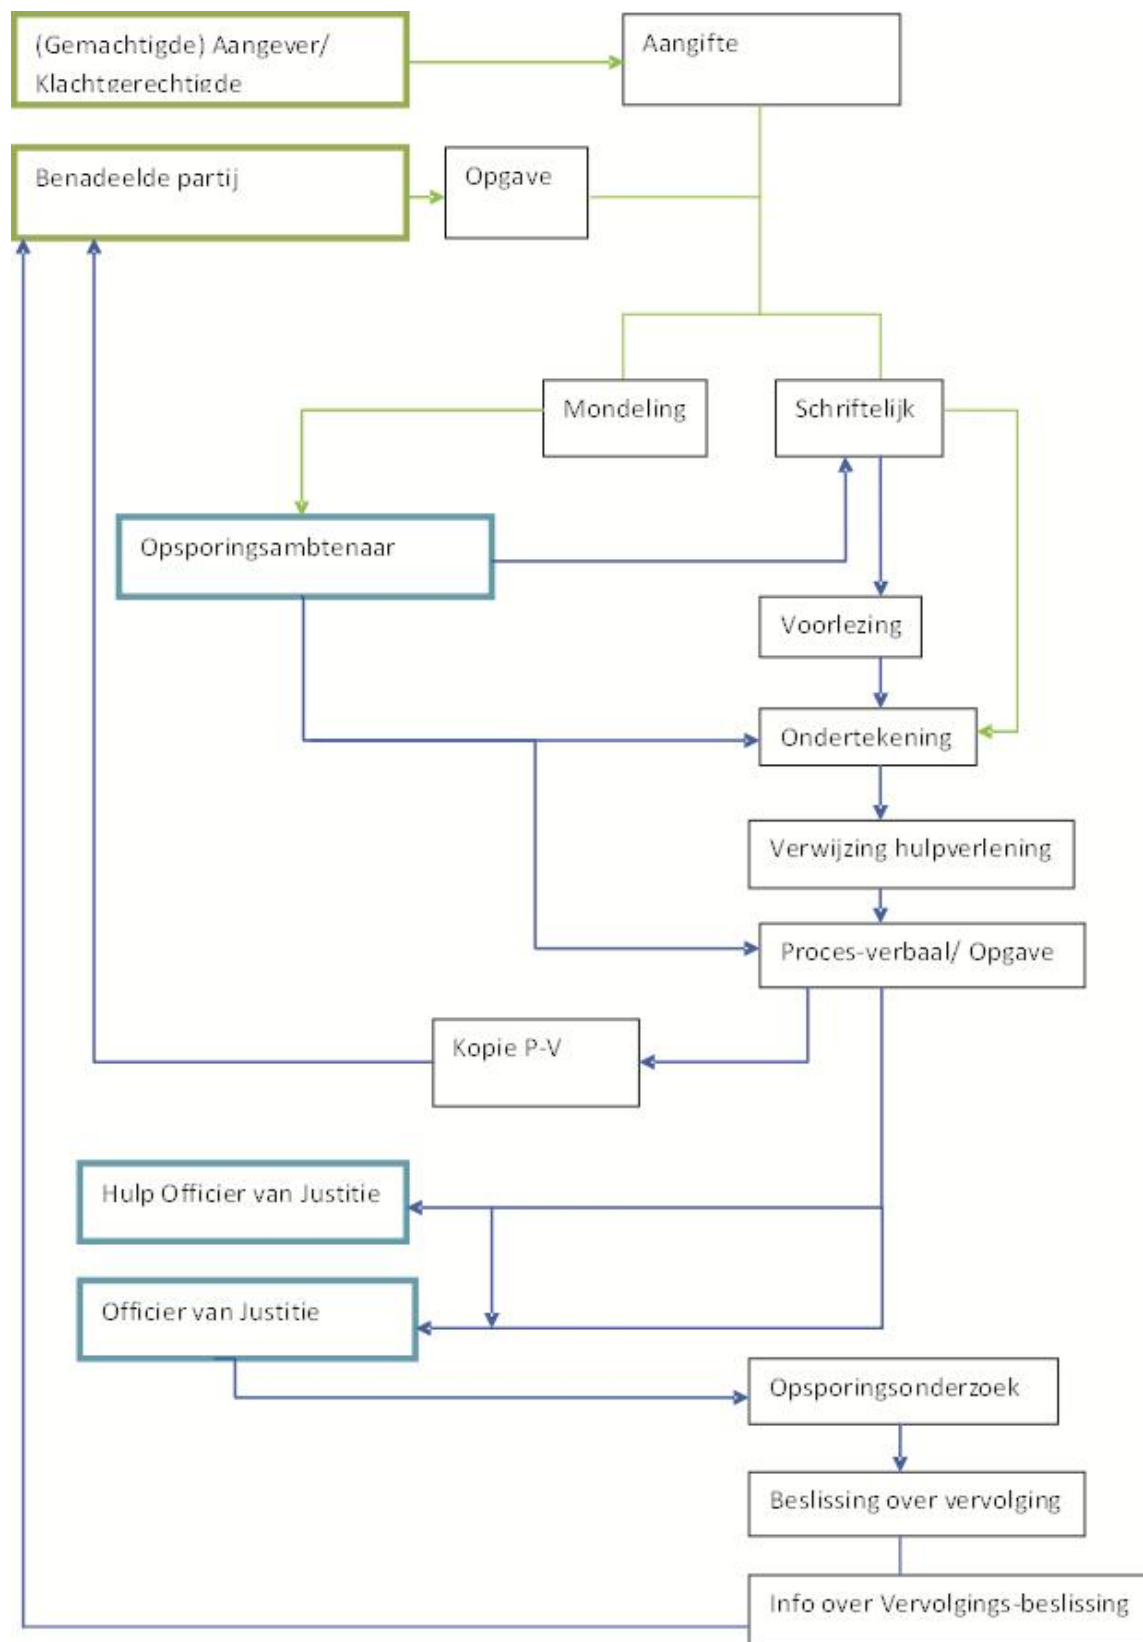 (Gemachtigde) Aangever/
Klachtgerechtigde
Aangifte
Benadeelde partij
Opgave
Mondeling
Schriftelijk
Opsporingsambtenaar
Voorlezing
Ondertekening
Verwijzing hulpverlening
Proces-verbaal/ Opgave
Kopie P-V
Hulp Officier van Justitie
Officier van Justitie
Opsporingsonderzoek
Beslissing over vervolging
Info over Vervolgings-beslissing